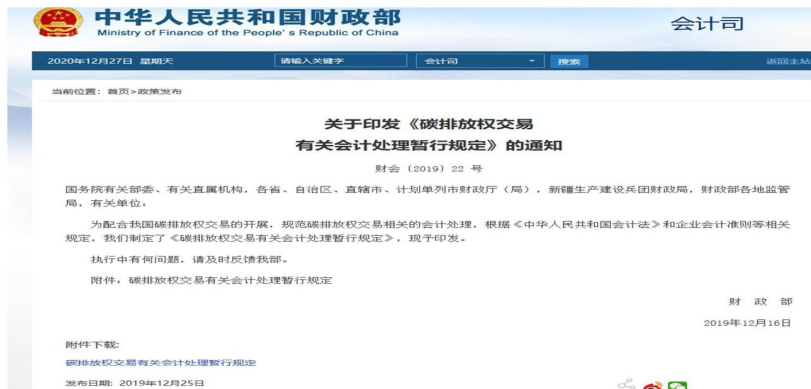 中华人民共和国财政部
Ministry of Finance of the People's Republic of China
会计司
2020年12月27日 星期天
请输入关键字
会计司
搜索
返回主站
当前位置：首页>政策发布
关于印发《碳排放权交易
有关会计处理暂行规定》的通知
财会〔2019〕22 号
国务院有关部委、有关直属机构，各省、自治区、直辖市、计划单列市财政厅（局），新疆生产建设兵团财政局，财政部各地监管
局，有关单位：
为配合我国碳排放权交易的开展，规范碳排放权交易相关的会计处理，根据《中华人民共和国会计法》和企业会计准则等相关
规定，我们制定了《碳排放权交易有关会计处理暂行规定》，现予印发。
执行中有何问题，请及时反馈我部。
附件：碳排放权交易有关会计处理暂行规定
财 政 部
2019年12月16日
附件下载:
碳排放权交易有关会计处理暂行规定
发布日期: 2019年12月25日